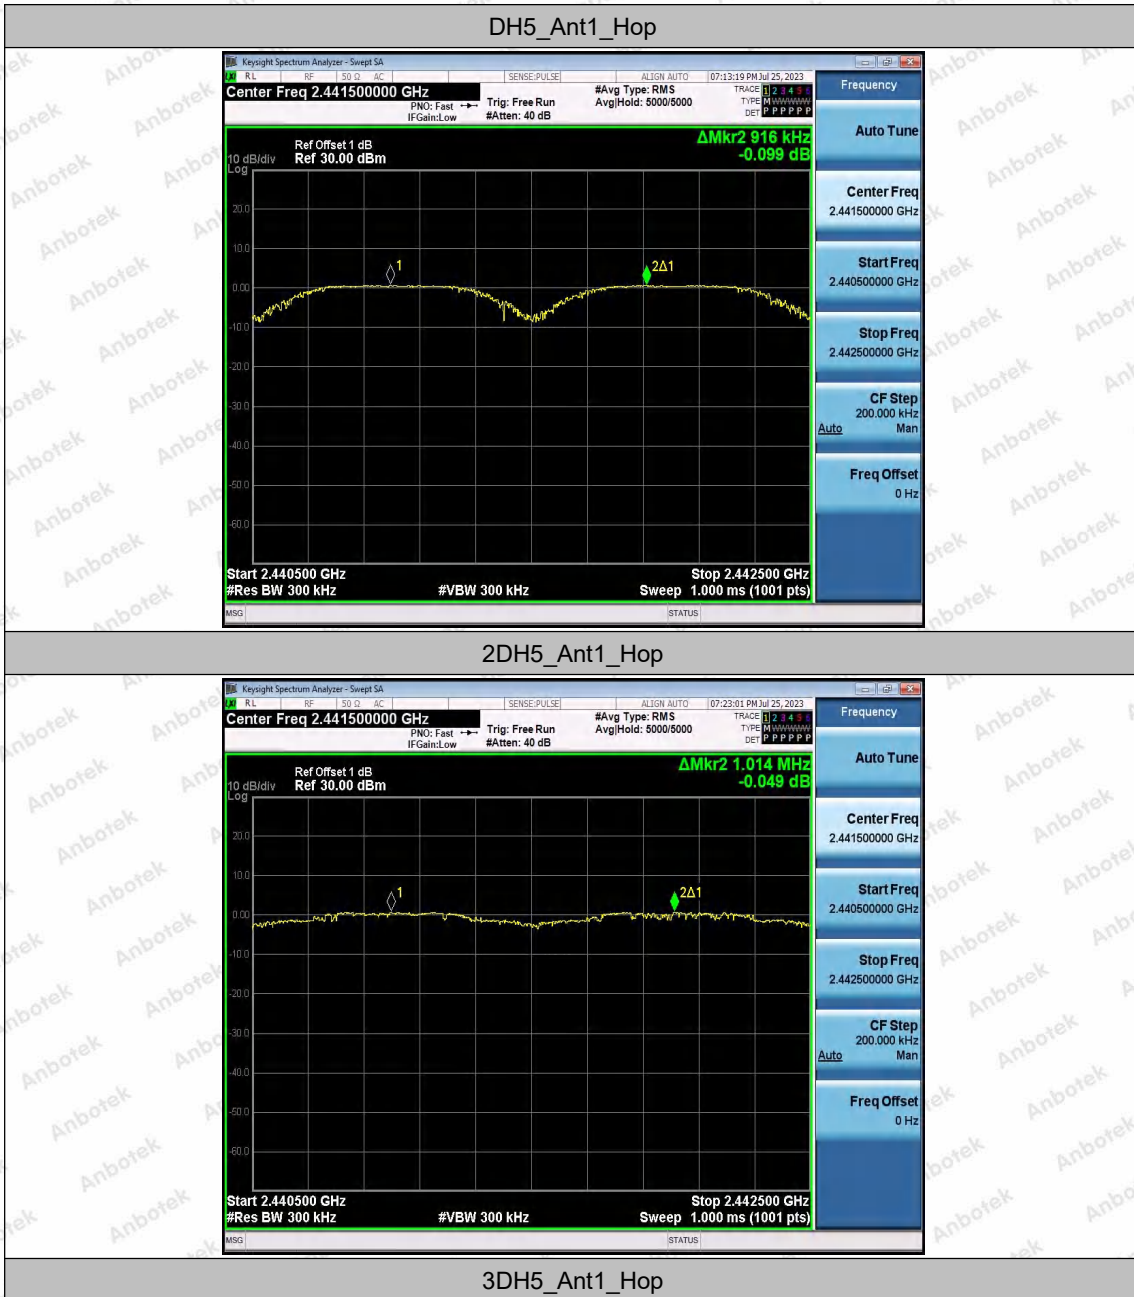 DH5_Ant1_Hop
Keysight Spectrum Analyzer - Swept SA
LXI RL RF 50 Ω AC SENSE:PULSE ALIGN AUTO 07:13:19 PM Jul 25, 2023
Center Freq 2.441500000 GHz
PNO: Fast
IFGain:Low
Trig: Free Run
#Atten: 40 dB
#Avg Type: RMS
Avg|Hold: 5000/5000
TRACE 1 2 3 4 5 6
TYPE M W W W W W
DET P P P P P P
Frequency
Auto Tune
Center Freq
2.441500000 GHz
Start Freq
2.440500000 GHz
Stop Freq
2.442500000 GHz
CF Step
200.000 kHz
Auto Man
Freq Offset
0 Hz
ΔMkr2 916 kHz
-0.099 dB
Ref Offset 1 dB
10 dB/div Ref 30.00 dBm
Log
20.0
10.0
0.00
-10.0
-20.0
-30.0
-40.0
-50.0
-60.0
1
2Δ1
Start 2.440500 GHz Stop 2.442500 GHz
#Res BW 300 kHz #VBW 300 kHz Sweep 1.000 ms (1001 pts)
MSG STATUS
2DH5_Ant1_Hop
Keysight Spectrum Analyzer - Swept SA
LXI RL RF 50 Ω AC SENSE:PULSE ALIGN AUTO 07:23:01 PM Jul 25, 2023
Center Freq 2.441500000 GHz
PNO: Fast
IFGain:Low
Trig: Free Run
#Atten: 40 dB
#Avg Type: RMS
Avg|Hold: 5000/5000
TRACE 1 2 3 4 5 6
TYPE M W W W W W
DET P P P P P P
Frequency
Auto Tune
Center Freq
2.441500000 GHz
Start Freq
2.440500000 GHz
Stop Freq
2.442500000 GHz
CF Step
200.000 kHz
Auto Man
Freq Offset
0 Hz
ΔMkr2 1.014 MHz
-0.049 dB
Ref Offset 1 dB
10 dB/div Ref 30.00 dBm
Log
20.0
10.0
0.00
-10.0
-20.0
-30.0
-40.0
-50.0
-60.0
1
2Δ1
Start 2.440500 GHz Stop 2.442500 GHz
#Res BW 300 kHz #VBW 300 kHz Sweep 1.000 ms (1001 pts)
MSG STATUS
3DH5_Ant1_Hop